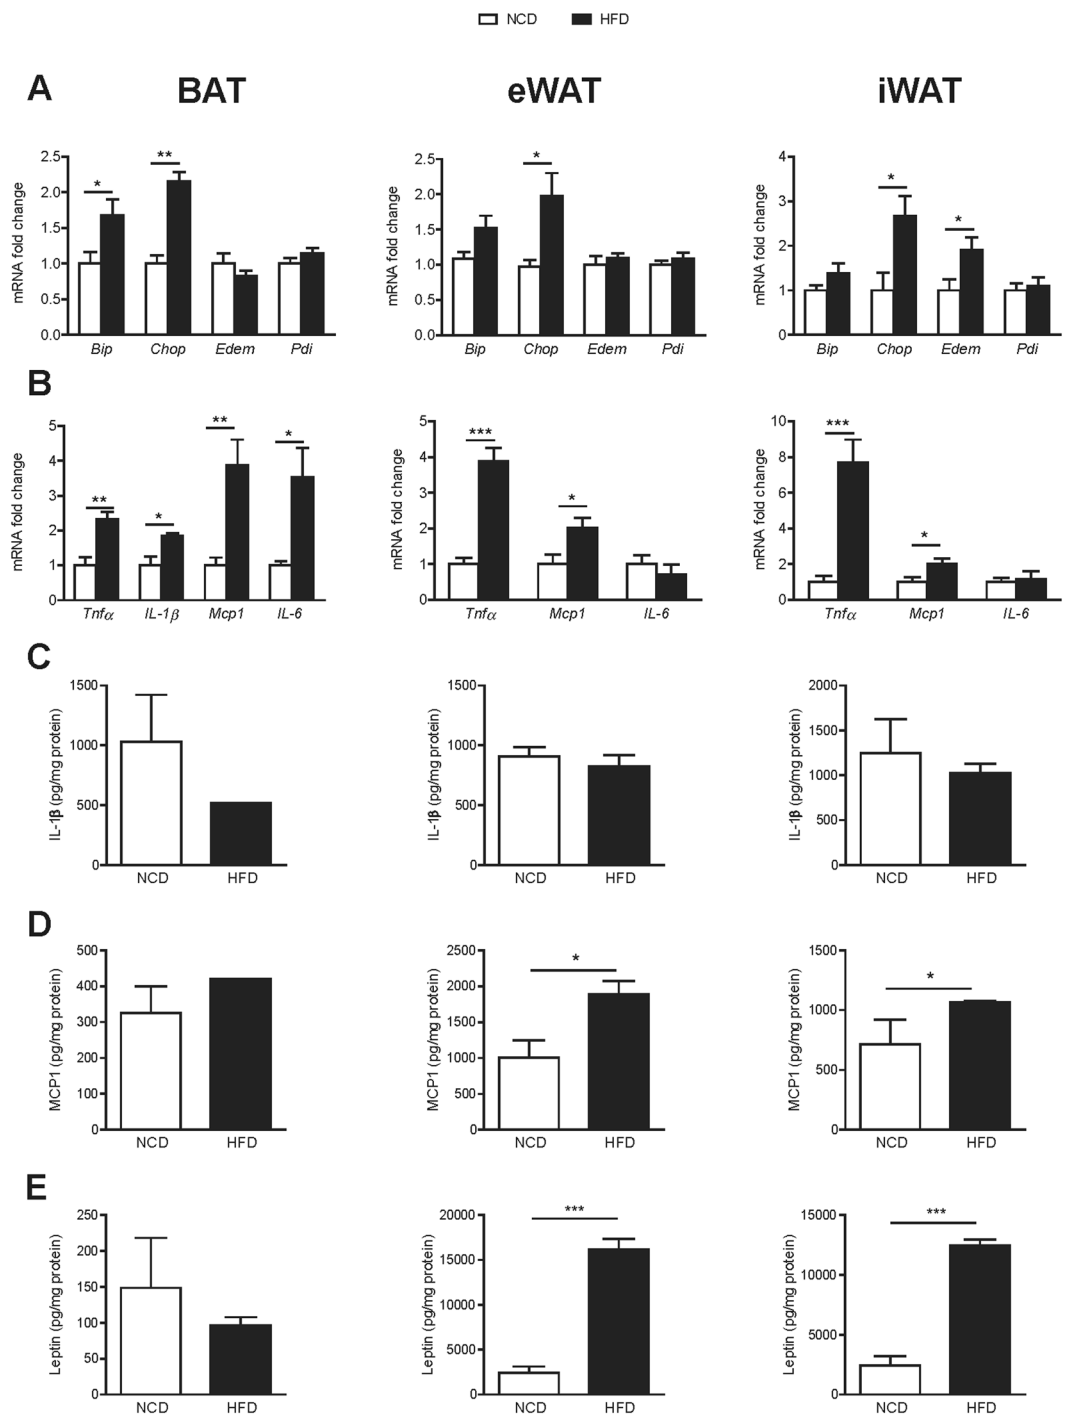 NCD HFD
A BAT eWAT iWAT
mRNA fold change
2.5
2.0
1.5
1.0
0.5
0.0
* **
Bip Chop Edem Pdi
mRNA fold change
2.5
2.0
1.5
1.0
0.5
0.0
*
Bip Chop Edem Pdi
mRNA fold change
4
3
2
1
0
* *
Bip Chop Edem Pdi
B
mRNA fold change
5
4
3
2
1
0
** * ** *
Tnfα IL-1β Mcp1 IL-6
mRNA fold change
5
4
3
2
1
0
*** *
Tnfα Mcp1 IL-6
mRNA fold change
10
8
6
4
2
0
*** *
Tnfα Mcp1 IL-6
C
IL-1β (pg/mg protein)
1500
1000
500
0
NCD HFD
IL-1β (pg/mg protein)
1500
1000
500
0
NCD HFD
IL-1β (pg/mg protein)
2000
1500
1000
500
0
NCD HFD
D
MCP1 (pg/mg protein)
500
400
300
200
100
0
NCD HFD
MCP1 (pg/mg protein)
2500
2000
1500
1000
500
0
*
NCD HFD
MCP1 (pg/mg protein)
1500
1000
500
0
*
NCD HFD
E
Leptin (pg/mg protein)
250
200
150
100
50
0
NCD HFD
Leptin (pg/mg protein)
20000
15000
10000
5000
0
***
NCD HFD
Leptin (pg/mg protein)
15000
10000
5000
0
***
NCD HFD